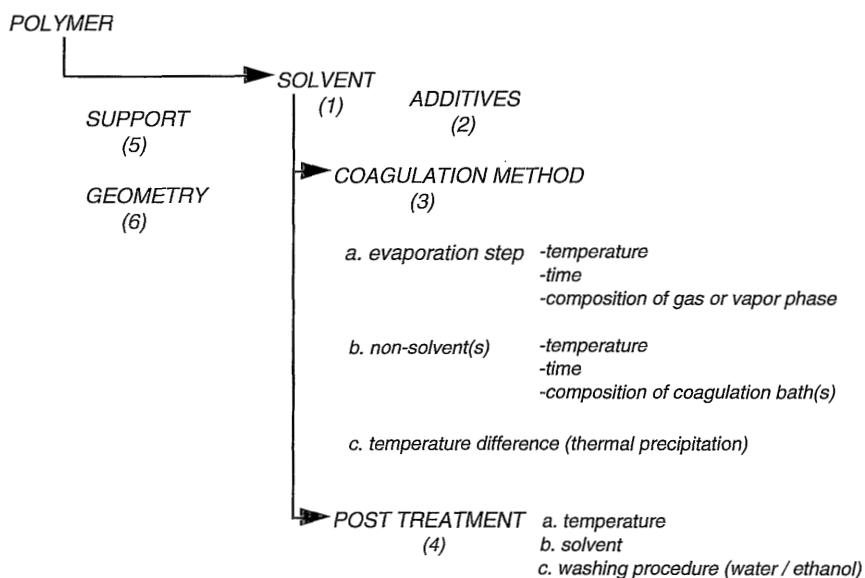 POLYMER
SOLVENT
(1)
ADDITIVES
(2)
SUPPORT
(5)
COAGULATION METHOD
(3)
GEOMETRY
(6)
a. evaporation step -temperature
-time
-composition of gas or vapor phase
b. non-solvent(s) -temperature
-time
-composition of coagulation bath(s)
c. temperature difference (thermal precipitation)
POST TREATMENT
(4)
a. temperature
b. solvent
c. washing procedure (water / ethanol)